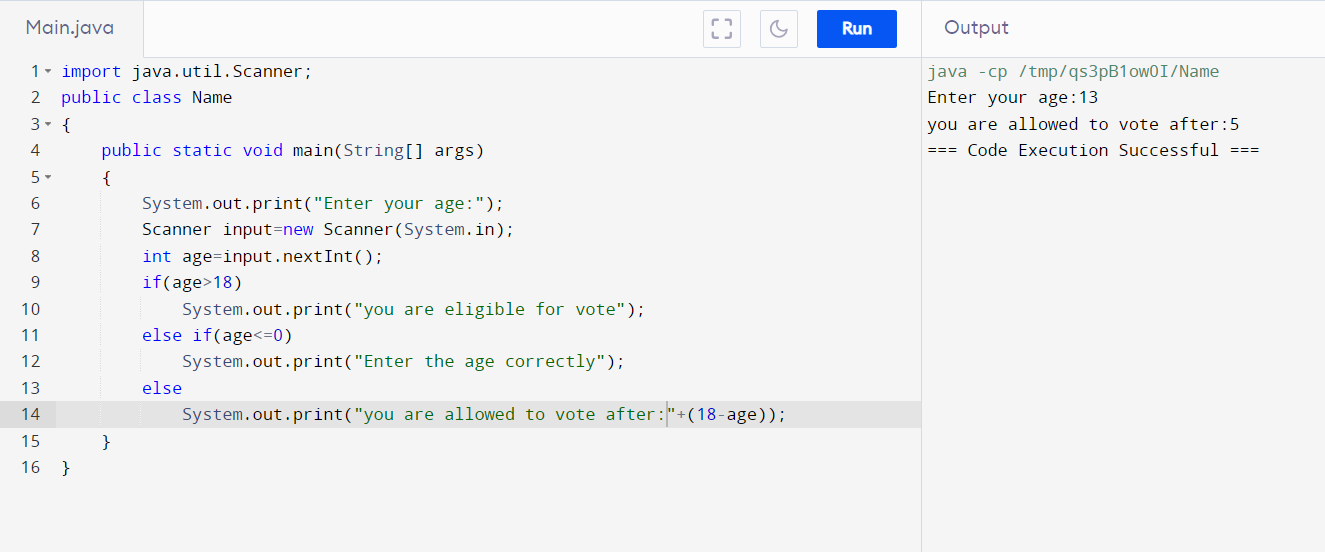 Main.java
Run
Output
1 import java.util.Scanner;
2 public class Name
3 {
4 public static void main(String[] args)
5 {
6 System.out.print("Enter your age:");
7 Scanner input=new Scanner(System.in);
8 int age=input.nextInt();
9 if(age>18)
10 System.out.print("you are eligible for vote");
11 else if(age<=0)
12 System.out.print("Enter the age correctly");
13 else
14 System.out.print("you are allowed to vote after:"+(18-age));
15 }
16 }
java -cp /tmp/qs3pB1owOI/Name
Enter your age:13
you are allowed to vote after:5
=== Code Execution Successful ===